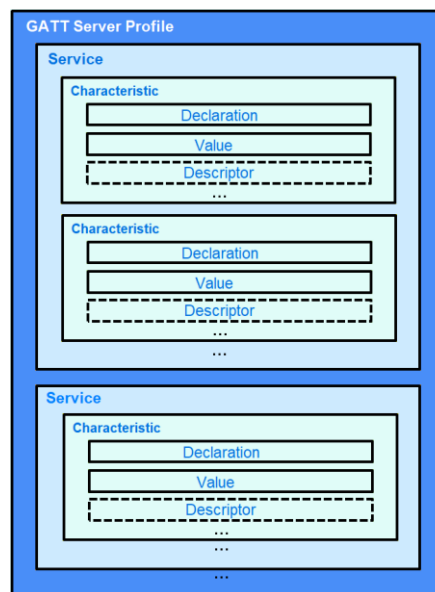 GATT Server Profile
Service
Characteristic
Declaration
Value
Descriptor
...
Characteristic
Declaration
Value
Descriptor
...
...
Service
Characteristic
Declaration
Value
Descriptor
...
...
...